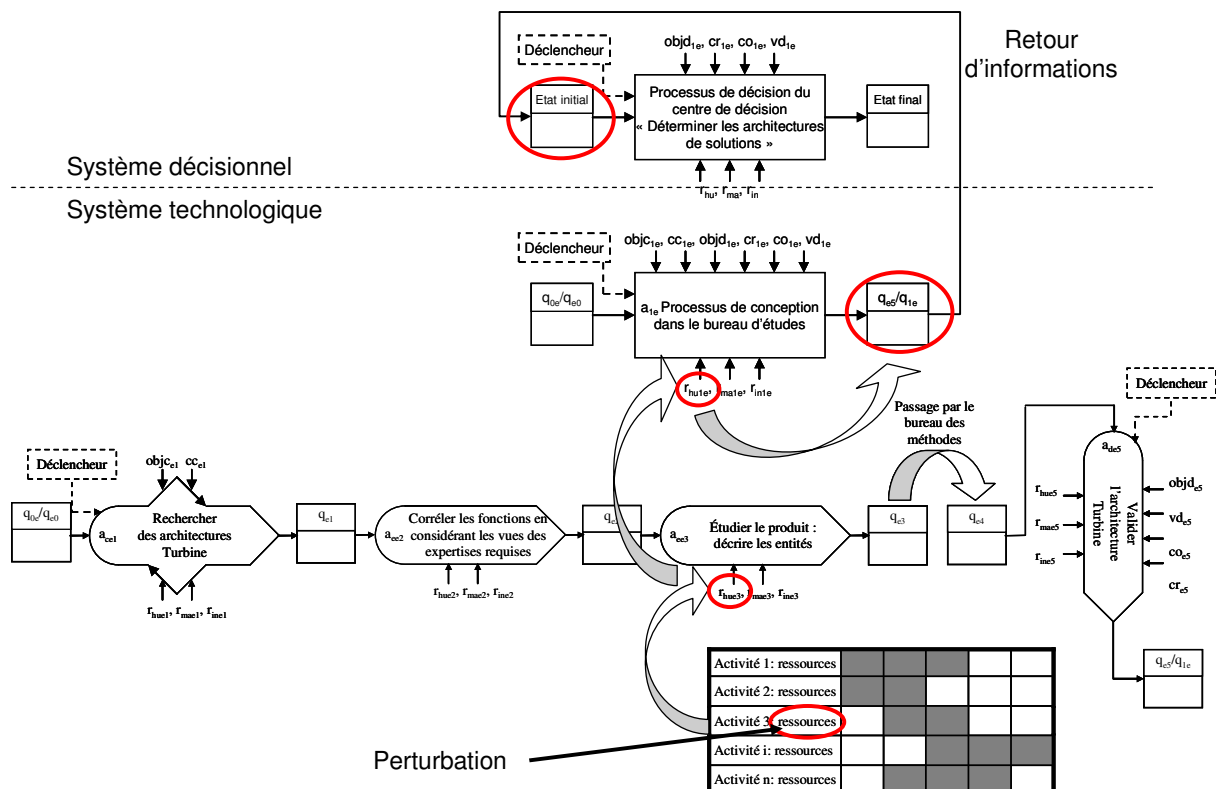 Retour
d'informations
objd1e, cr1e, co1e, vd1e
Déclencheur
Etat initial
Processus de décision du
centre de décision
« Déterminer les architectures
de solutions »
Etat final
rhu, rma, rin
Système décisionnel
Système technologique
objc1e, cc1e, objd1e, cr1e, co1e, vd1e
Déclencheur
q0e/qe0
a1e Processus de conception
dans le bureau d'études
qe5/q1e
rhu1e, rma1e, rin1e
Passage par le
bureau des
méthodes
Déclencheur
Déclencheur
objce1 cce1
q0e/qe0
ace1
Rechercher
des architectures
Turbine
rhue1, rmae1, rine1
qe1
aee2
Corréler les fonctions en
considérant les vues des
expertises requises
rhue2, rmae2, rine2
aee3
Étudier le produit :
décrire les entités
rhue3, rmae3, rine3
qe3
qe4
ade5
Valider
l'architecture
Turbine
rhue5
rmae5
rine5
objde5
vde5
coe5
cre5
qe5/q1e
Activité 1: ressources
Activité 2: ressources
Activité 3: ressources
Activité i: ressources
Activité n: ressources
Perturbation